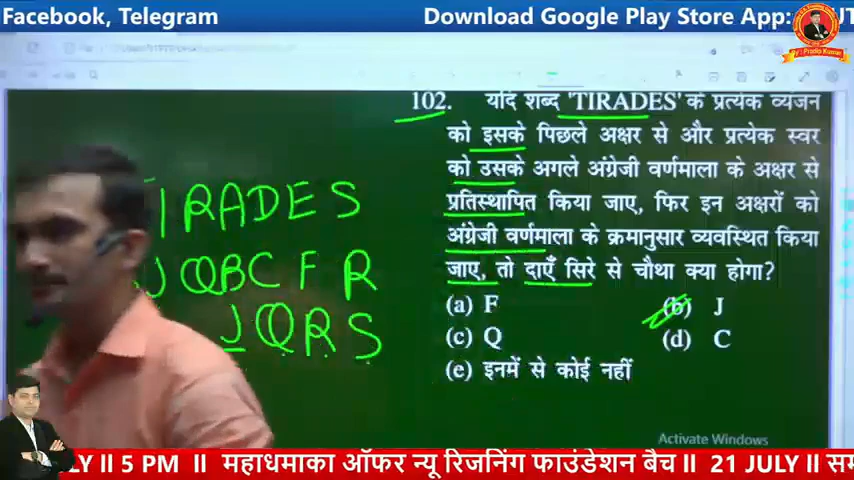 Facebook, Telegram Download Google Play Store App:
102. यदि शब्द 'TIRADES' के प्रत्येक व्यंजन
को इसके पिछले अक्षर से और प्रत्येक स्वर
को उसके अगले अंग्रेजी वर्णमाला के अक्षर से
प्रतिस्थापित किया जाए, फिर इन अक्षरों को
अंग्रेजी वर्णमाला के क्रमानुसार व्यवस्थित किया
जाए, तो दाएँ सिरे से चौथा क्या होगा?
(a) F (b) J
(c) Q (d) C
(e) इनमें से कोई नहीं
IRADES
J Q B C F R
J Q R S
Activate Windows
LY II 5 PM II महाधमाका ऑफर न्यू रिजनिंग फाउंडेशन बैच II 21 JULY II